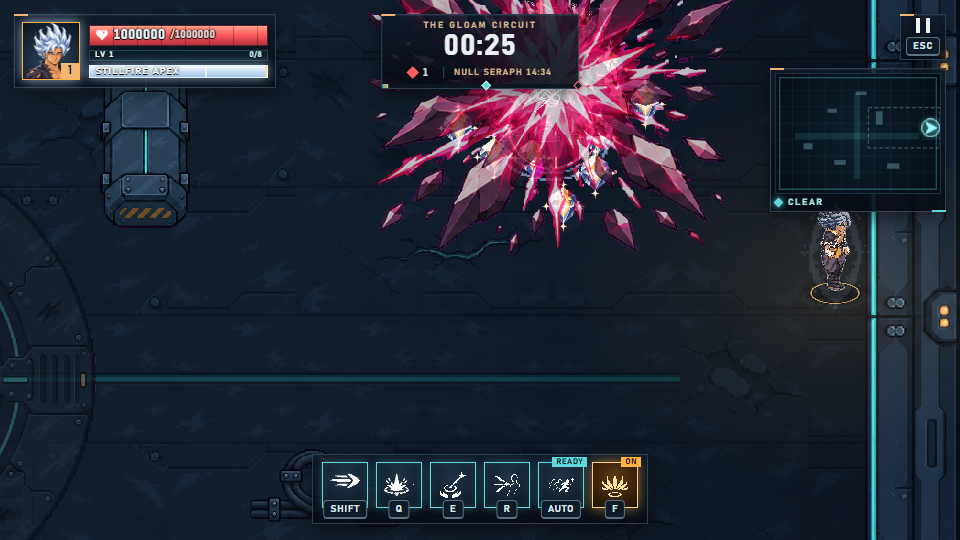 1000000 /1000000
LV 1
0/8
1
STILLFIRE APEX
THE GLOAM CIRCUIT
00:25
1
NULL SERAPH 14:34
ESC
CLEAR
READY
ON
SHIFT
Q
E
R
AUTO
F